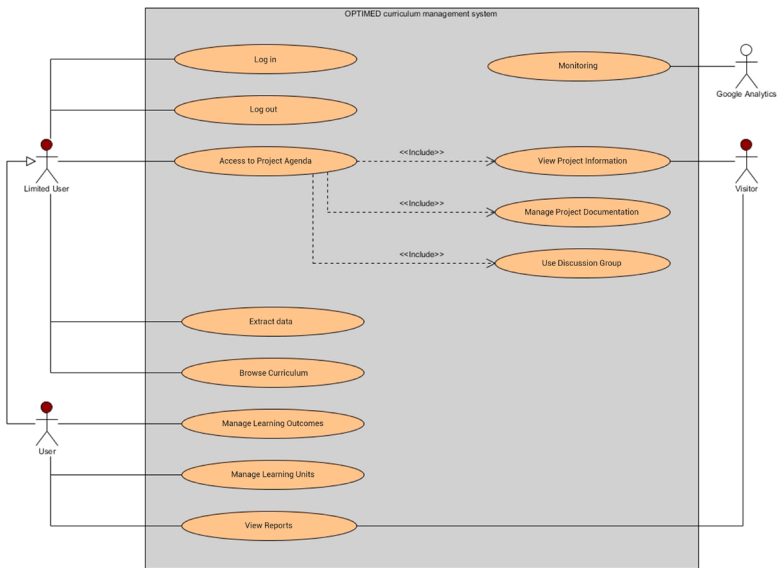 OPTIMED curriculum management system
Log in
Monitoring
Google Analytics
Log out
Access to Project Agenda
<<Include>>
View Project Information
Limited User
Visitor
<<Include>>
Manage Project Documentation
<<Include>>
Use Discussion Group
Extract data
Browse Curriculum
Manage Learning Outcomes
User
Manage Learning Units
View Reports